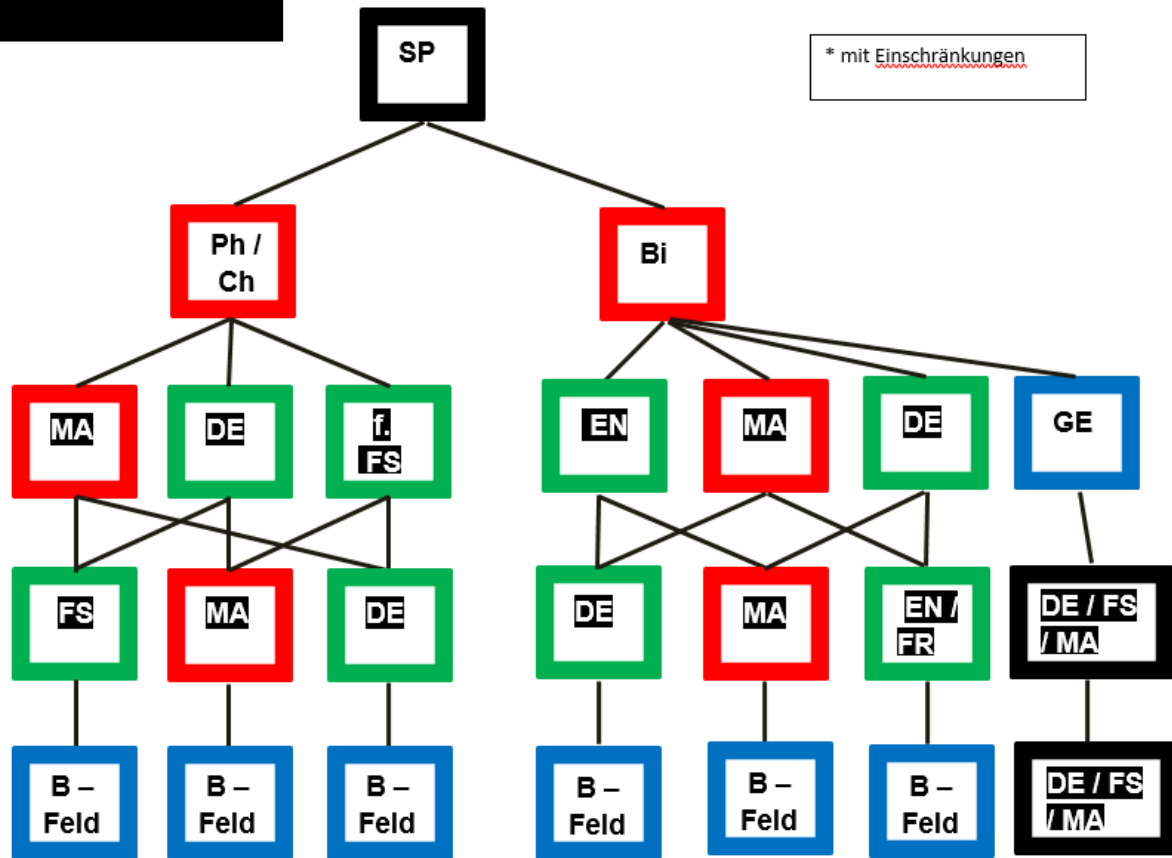 SP
* mit Einschränkungen
Ph /
Ch
Bi
MA
DE
f.
FS
EN
MA
DE
GE
FS
MA
DE
DE
MA
EN /
FR
DE / FS
/ MA
B –
Feld
B –
Feld
B –
Feld
B –
Feld
B –
Feld
B –
Feld
DE / FS
/ MA